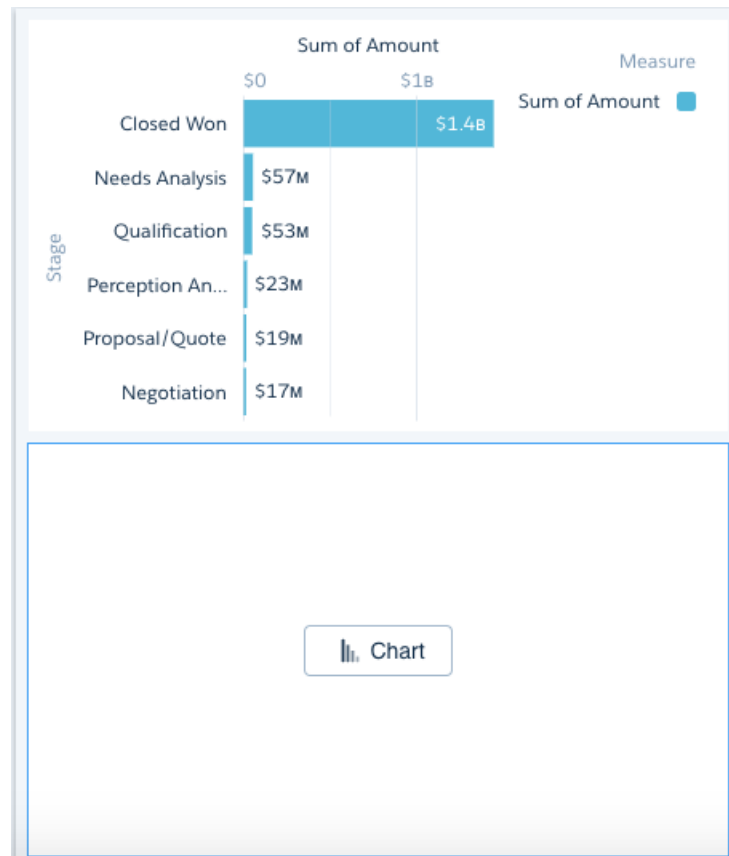 Sum of Amount
Measure
$0 $1B
Sum of Amount
Closed Won $1.4B
Needs Analysis $57M
Qualification $53M
Stage
Perception An... $23M
Proposal/Quote $19M
Negotiation $17M
Chart